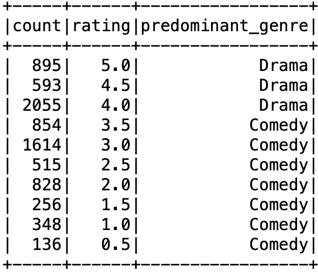 +-----+------+-----------------+
|count|rating|predominant_genre|
+-----+------+-----------------+
|  895|   5.0|            Drama|
|  593|   4.5|            Drama|
| 2055|   4.0|            Drama|
|  854|   3.5|           Comedy|
| 1614|   3.0|           Comedy|
|  515|   2.5|           Comedy|
|  828|   2.0|           Comedy|
|  256|   1.5|           Comedy|
|  348|   1.0|           Comedy|
|  136|   0.5|           Comedy|
+-----+------+-----------------+